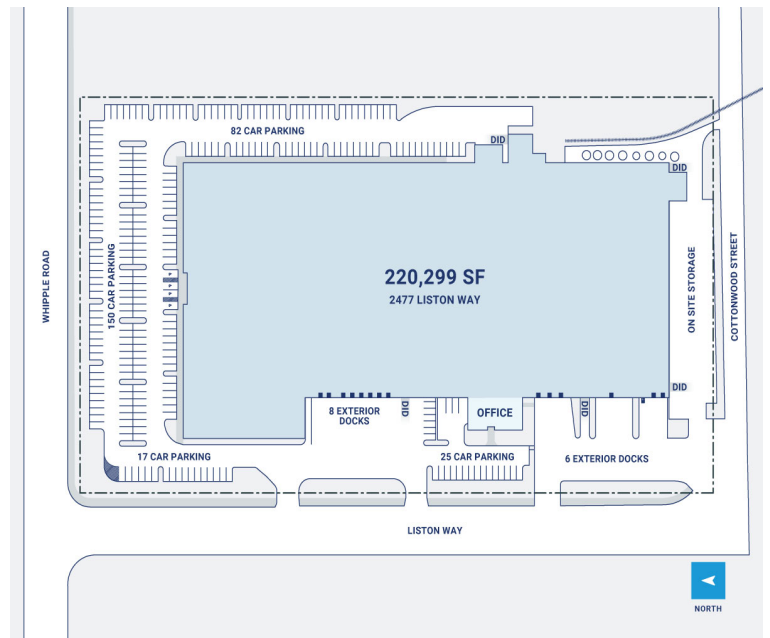 82 CAR PARKING
DID
DID
WHIPPLE ROAD
150 CAR PARKING
220,299 SF
2477 LISTON WAY
ON SITE STORAGE
COTTONWOOD STREET
DID
8 EXTERIOR
DOCKS
DID
OFFICE
DID
17 CAR PARKING
25 CAR PARKING
6 EXTERIOR DOCKS
LISTON WAY
NORTH